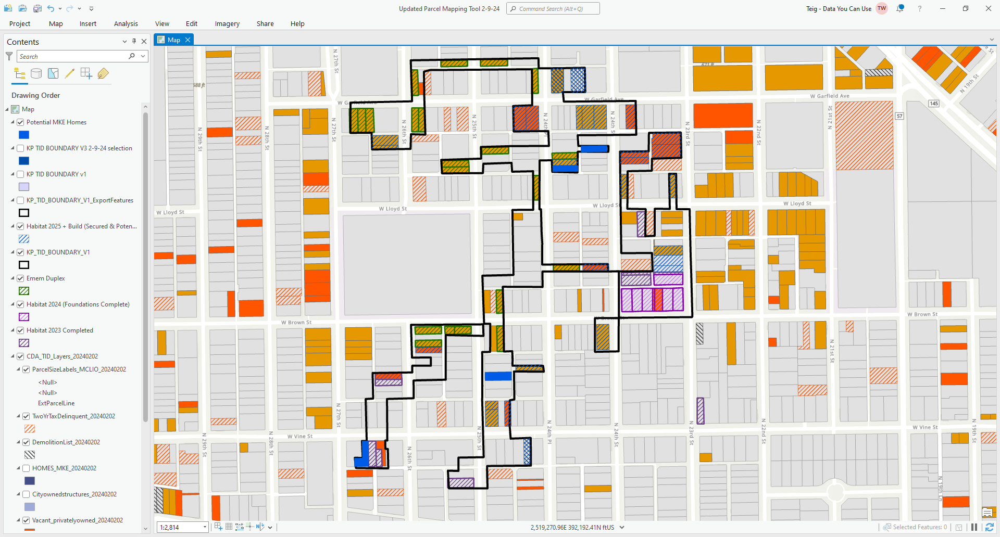 Updated Parcel Mapping Tool 2-9-24
Command Search (Alt+Q)
Teig - Data You Can Use
TW
Project
Map
Insert
Analysis
View
Edit
Imagery
Share
Help
Contents
Map
Search
Drawing Order
Map
Potential MKE Homes
KP TID BOUNDARY V3 2-9-24 selection
KP TID BOUNDARY v1
KP_TID_BOUNDARY_V1_ExportFeatures
Habitat 2025 + Build (Secured & Poten...
KP_TID_BOUNDARY_V1
Emem Duplex
Habitat 2024 (Foundations Complete)
Habitat 2023 Completed
CDA_TID_Layers_20240202
ParcelSizeLabels_MCLIO_20240202
<Null>
<Null>
ExtParcelLine
TwoYrTaxDelinquent_20240202
DemolitionList_20240202
HOMES_MKE_20240202
Cityownedstructures_20240202
Vacant_privatelyowned_20240202
N 27th St
671 ft
688 ft
N 19th St
W Garfield Ave
W Garfield Ave
W Garfield Ave
145
57
N 29th St
N 28th St
N 27th St
N 26th St
N 25th St
N 24th Pl
N 24th St
N 23rd St
N 22nd St
N 21st St
W Lloyd St
W Lloyd St
W Lloyd St
W Lloyd St
W Brown St
W Brown St
W Brown St
N 21st St
N 27th St
N 29th St
N 28th St
N 26th St
N 25th St
N 24th Pl
N 24th St
N 23rd St
N 22nd St
N 19th St
W Vine St
W Vine St
N 19th Ln
1:2,814
2,519,270.96E 392,192.41N ftUS
Selected Features: 0